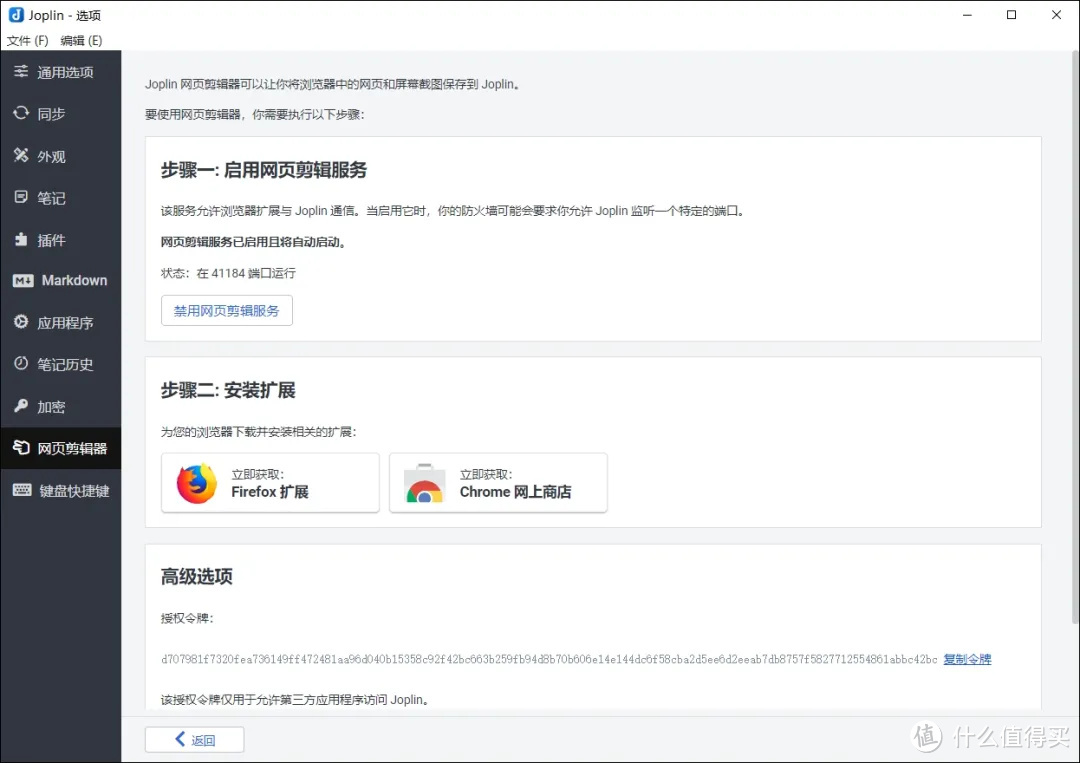 Joplin - 选项
文件 (F) 编辑 (E)
通用选项
同步
外观
笔记
插件
Markdown
应用程序
笔记历史
加密
网页剪辑器
键盘快捷键
Joplin 网页剪辑器可以让你将浏览器中的网页和屏幕截图保存到 Joplin。
要使用网页剪辑器，你需要执行以下步骤：
步骤一: 启用网页剪辑服务
该服务允许浏览器扩展与 Joplin 通信。当启用它时，你的防火墙可能会要求你允许 Joplin 监听一个特定的端口。
网页剪辑服务已启用且将自动启动。
状态：在 41184 端口运行
禁用网页剪辑服务
步骤二: 安装扩展
为您的浏览器下载并安装相关的扩展：
立即获取：
Firefox 扩展
立即获取：
Chrome 网上商店
高级选项
授权令牌：
d707981f7320fea736149ff472481aa96d040b15358c92f42bc663b259fb94d8b70b606e14e144dc6f58cba2d5ee6d2eeab7db8757f5827712554861abbc42bc 复制令牌
该授权令牌仅用于允许第三方应用程序访问 Joplin。
返回
值 什么值得买